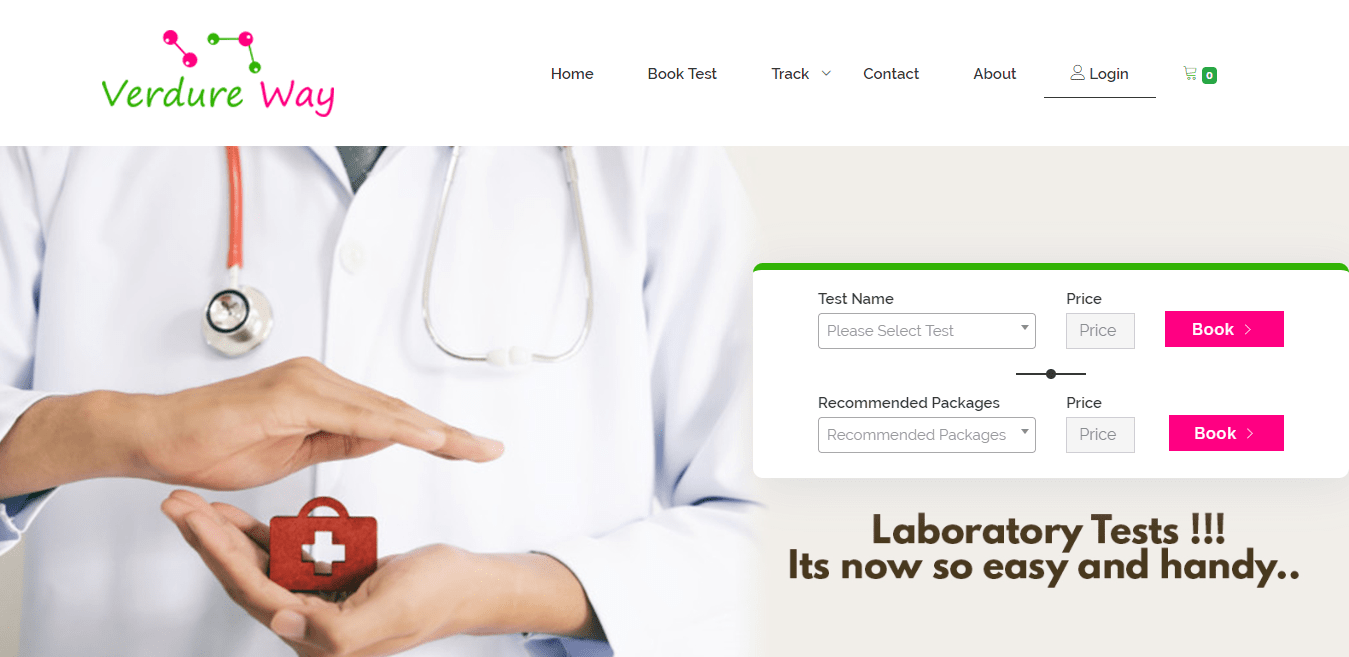 Verdure Way
Home Book Test Track Contact About Login 0
Test Name Price
Please Select Test Price Book
Recommended Packages Price
Recommended Packages Price Book
Laboratory Tests !!!
Its now so easy and handy..